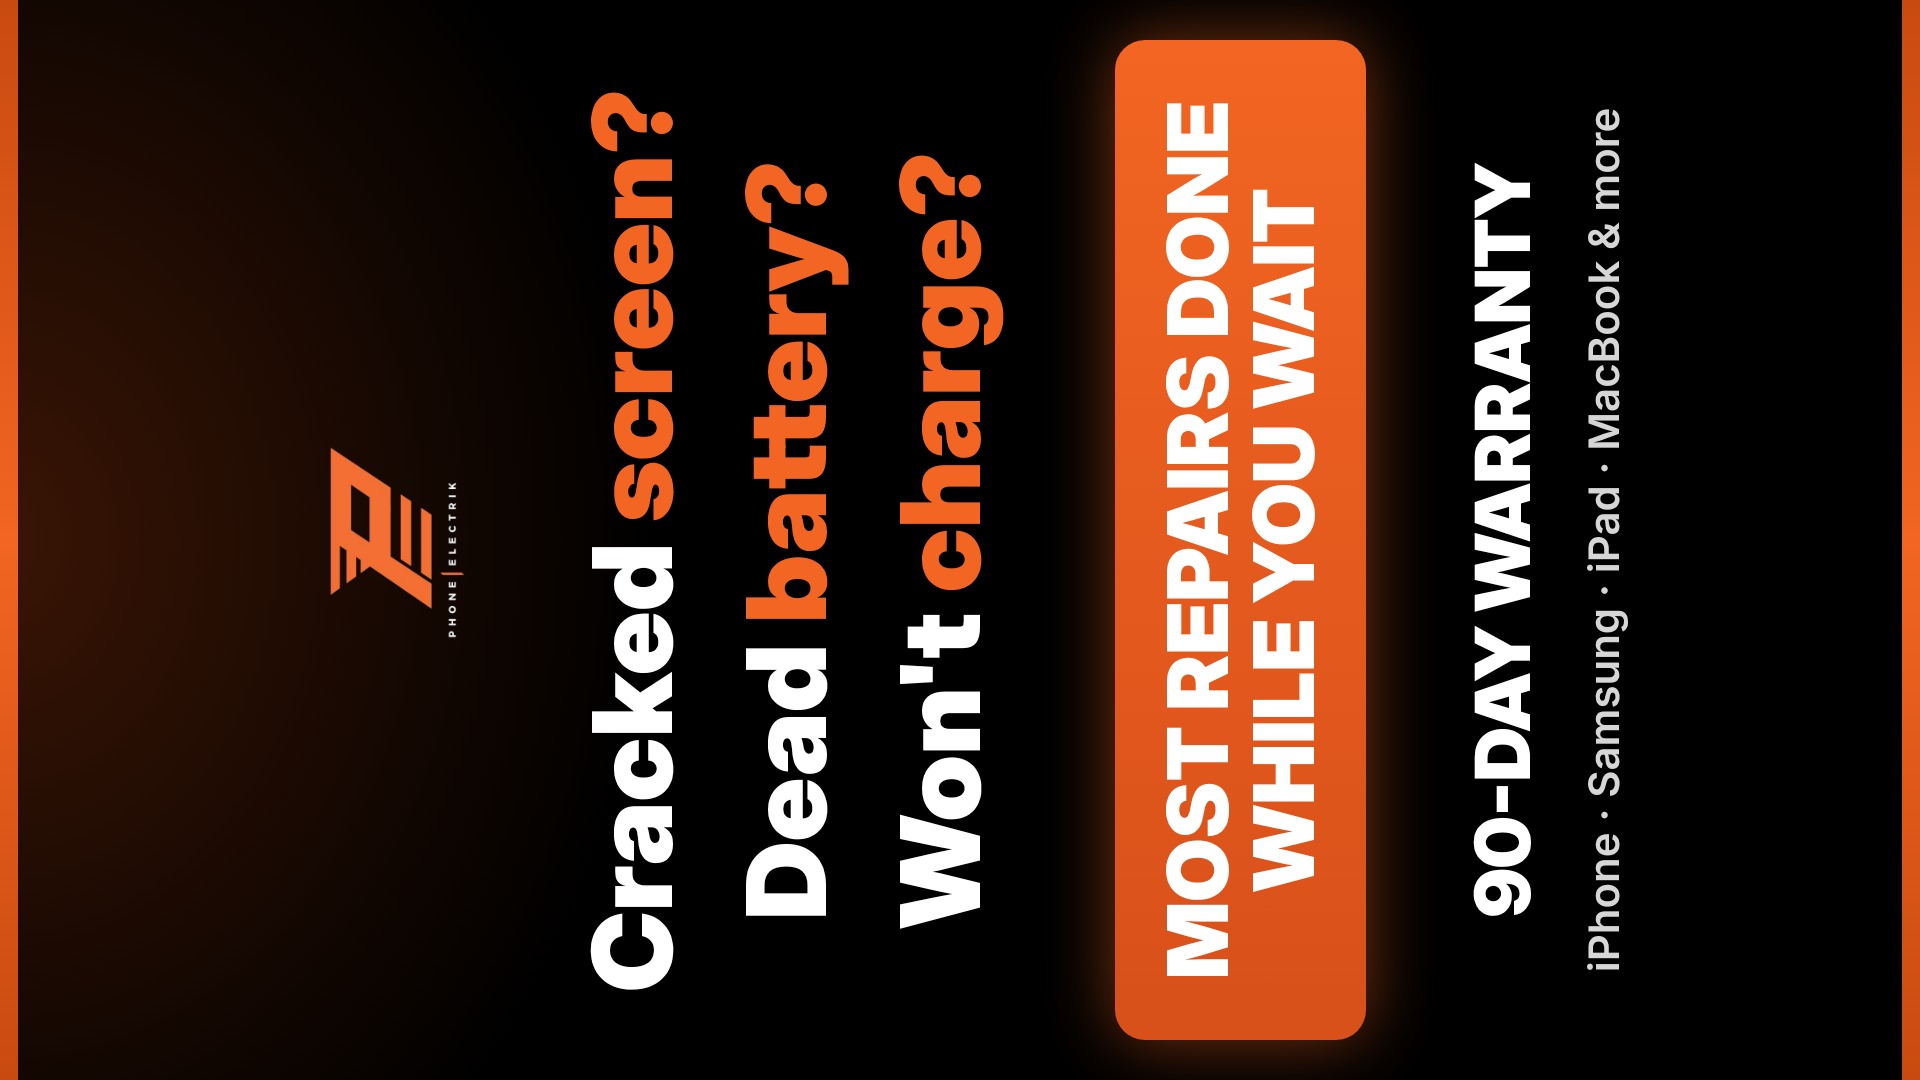 PHONE ELECTRIK
Cracked screen?
Dead battery?
Won't charge?
MOST REPAIRS DONE
WHILE YOU WAIT
90-DAY WARRANTY
iPhone · Samsung · iPad · MacBook & more